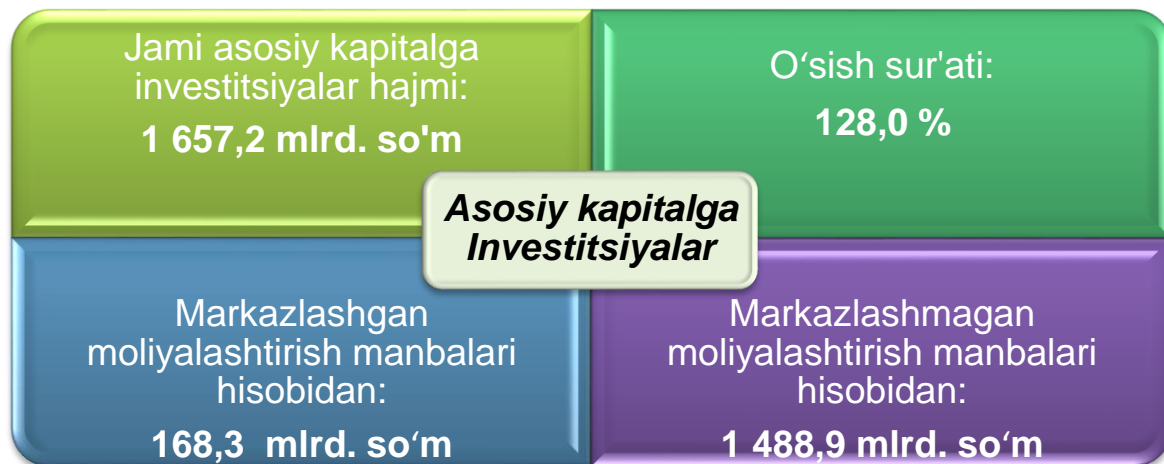 Jami asosiy kapitalga
investitsiyalar hajmi:
1 657,2 mlrd. so'm
O‘sish sur'ati:
128,0 %
Asosiy kapitalga
Investitsiyalar
Markazlashgan
moliyalashtirish manbalari
hisobidan:
168,3 mlrd. so‘m
Markazlashmagan
moliyalashtirish manbalari
hisobidan:
1 488,9 mlrd. so‘m